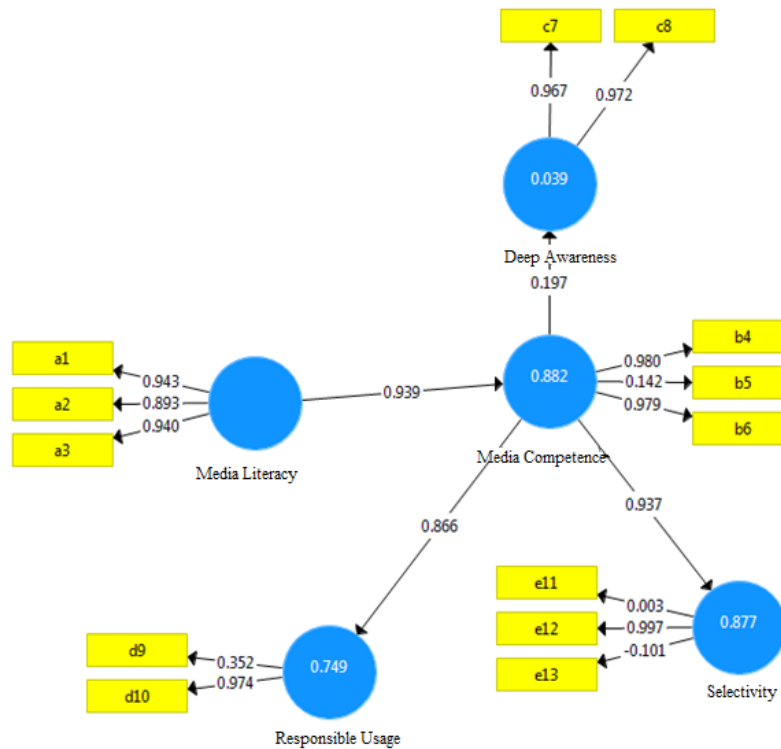 c7
c8
0.967
0.972
0.039
Deep Awareness
0.197
a1
a2
a3
0.943
0.893
0.940
Media Literacy
0.939
0.882
Media Competence
b4
b5
b6
0.980
0.142
0.979
0.866
0.937
e11
e12
e13
0.003
0.997
-0.101
0.877
Selectivity
d9
d10
0.352
0.974
0.749
Responsible Usage